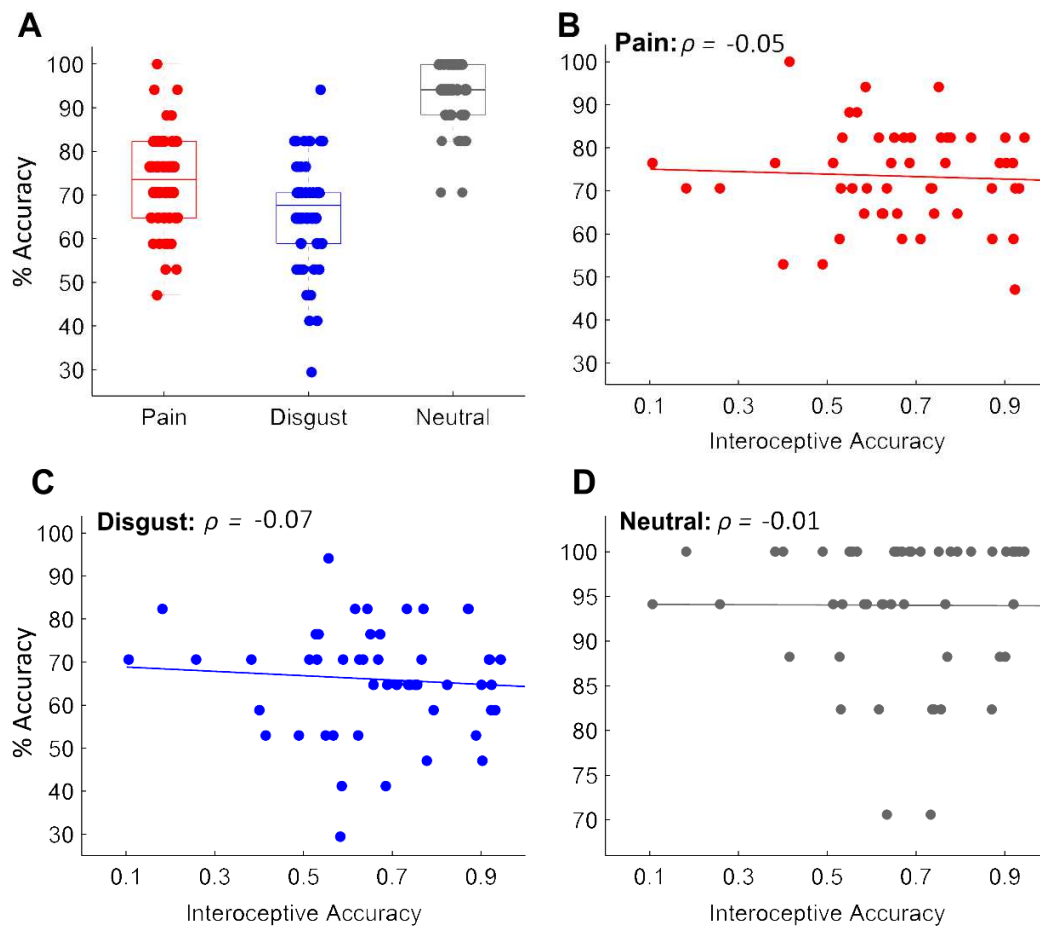 A
% Accuracy
100
90
80
70
60
50
40
30
Pain Disgust Neutral
B
Pain: ρ = -0.05
100
90
80
70
60
50
40
30
0.1 0.3 0.5 0.7 0.9
Interoceptive Accuracy
C
Disgust: ρ = -0.07
% Accuracy
100
90
80
70
60
50
40
30
0.1 0.3 0.5 0.7 0.9
Interoceptive Accuracy
D
Neutral: ρ = -0.01
100
95
90
85
80
75
70
0.1 0.3 0.5 0.7 0.9
Interoceptive Accuracy